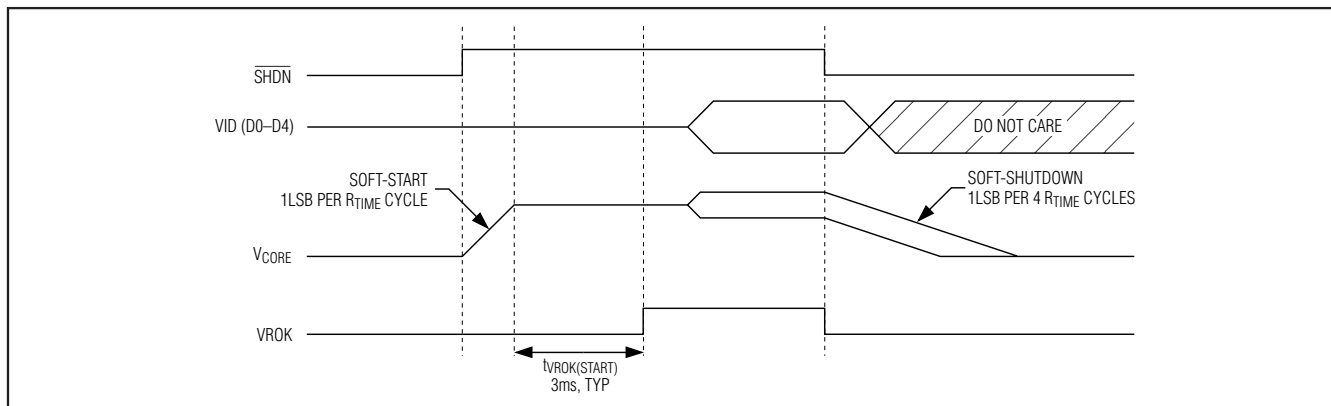 SHDN
VID (D0–D4)
DO NOT CARE
SOFT-START
1LSB PER RTIME CYCLE
SOFT-SHUTDOWN
1LSB PER 4 RTIME CYCLES
VCORE
VROK
tVROK(START)
3ms, TYP